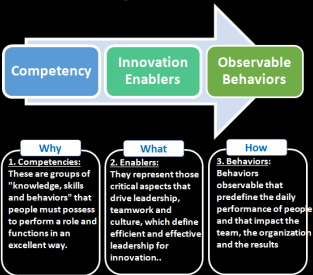 Competency
Innovation
Enablers
Observable
Behaviors
Why
1. Competencies:
These are groups of
"knowledge, skills
and behaviors" that
people must possess
to perform a role and
functions in an
excellent way.
What
2. Enablers:
They represent those
critical aspects that
drive leadership,
teamwork and
culture, which define
efficient and effective
leadership for
innovation..
How
3. Behaviors:
Behaviors
observable that
predefine the daily
performance of people
and that impact the
team, the organization
and the results